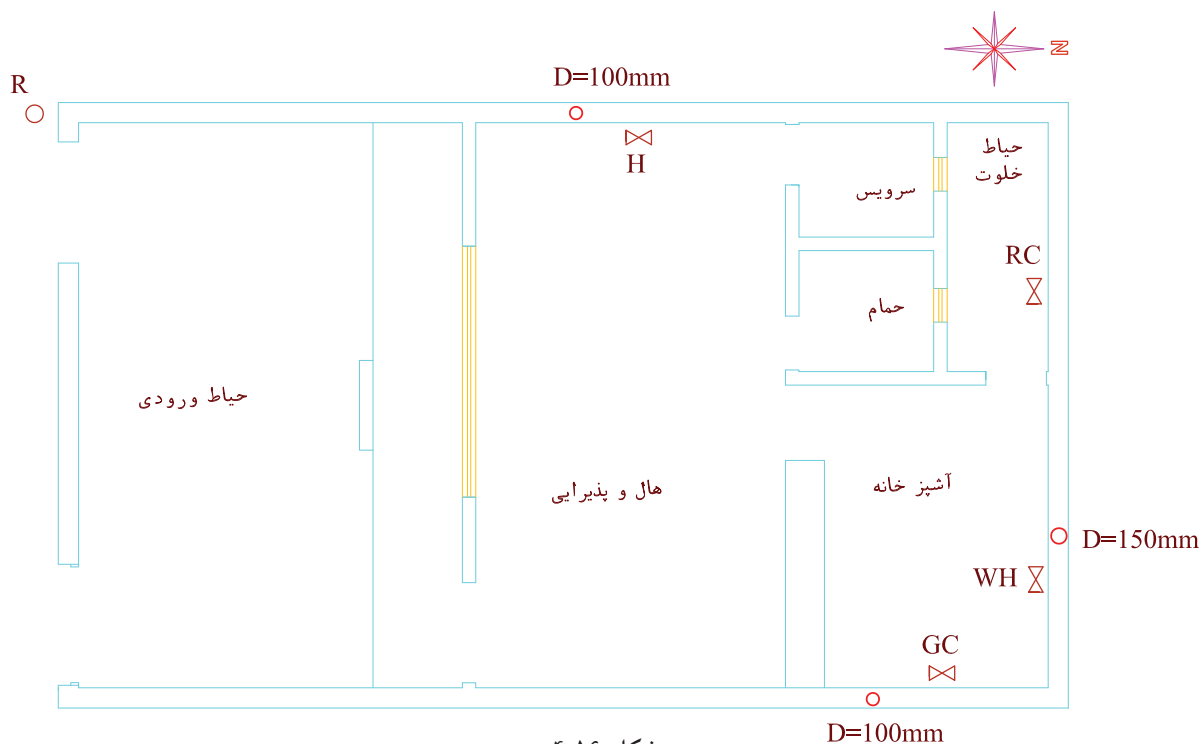 N
R
D=100mm
H
سرویس
حیاط
خلوت
RC
حمام
حیاط ورودی
هال و پذیرایی
آشپز خانه
D=150mm
WH
GC
D=100mm